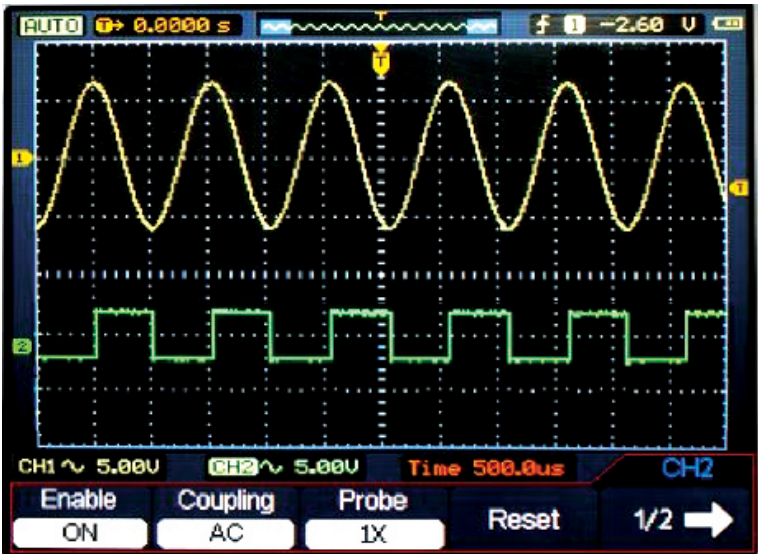 AUTO T→ 0.0000 s T ƒ 1 -2.60 V
T
1
T
2
CH1 ∿ 5.00V CH2 ∿ 5.00V Time 500.0us CH2
Enable Coupling Probe Reset 1/2
ON AC 1X